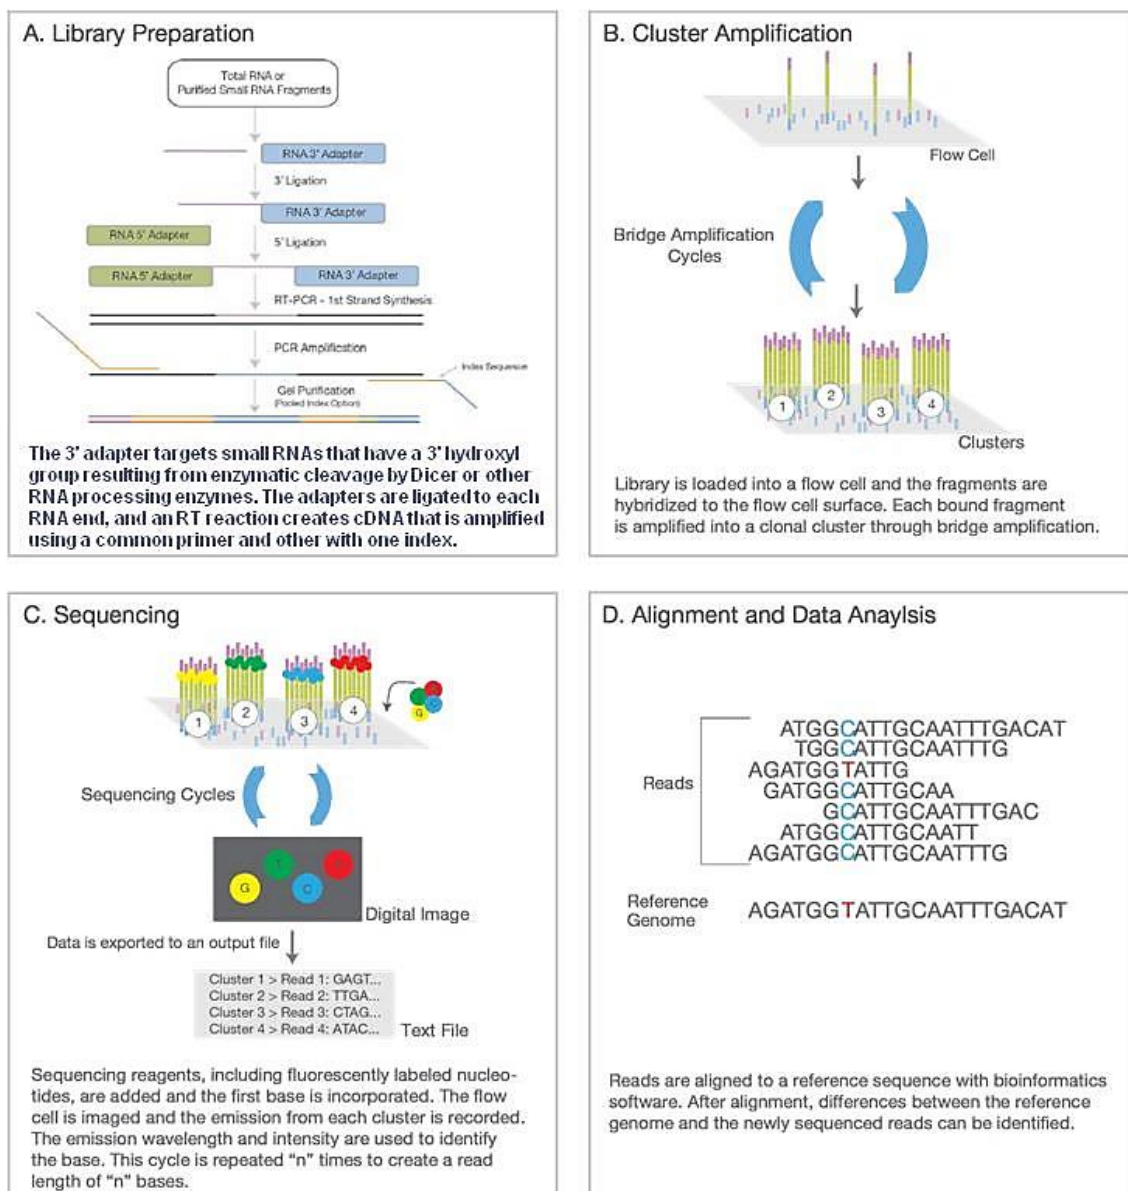 A. Library Preparation
Total RNA or
Purified Small RNA Fragments
RNA 3' Adapter
3' Ligation
RNA 3' Adapter
RNA 5' Adapter
5' Ligation
RNA 5' Adapter
RNA 3' Adapter
RT-PCR - 1st Strand Synthesis
PCR Amplification
Index Sequence
Gel Purification
(Pooled Index Option)
The 3' adapter targets small RNAs that have a 3' hydroxyl
group resulting from enzymatic cleavage by Dicer or other
RNA processing enzymes. The adapters are ligated to each
RNA end, and an RT reaction creates cDNA that is amplified
using a common primer and other with one index.
B. Cluster Amplification
Flow Cell
Bridge Amplification
Cycles
1
2
3
4
Clusters
Library is loaded into a flow cell and the fragments are
hybridized to the flow cell surface. Each bound fragment
is amplified into a clonal cluster through bridge amplification.
C. Sequencing
1
2
3
4
G
Sequencing Cycles
G
T
C
Digital Image
Data is exported to an output file
Cluster 1 > Read 1: GAGT...
Cluster 2 > Read 2: TTGA...
Cluster 3 > Read 3: CTAG...
Cluster 4 > Read 4: ATAC...
Text File
Sequencing reagents, including fluorescently labeled nucleo-
tides, are added and the first base is incorporated. The flow
cell is imaged and the emission from each cluster is recorded.
The emission wavelength and intensity are used to identify
the base. This cycle is repeated “n” times to create a read
length of “n” bases.
D. Alignment and Data Anaylsis
Reads
ATGGCATTGCAATTTGACAT
TGGCATTGCAATTTG
AGATGGTATTG
GATGGCATTGCAA
GCATTGCAATTTGAC
ATGGCATTGCAATT
AGATGGCATTGCAATTTG
Reference
Genome
AGATGGTATTGCAATTTGACAT
Reads are aligned to a reference sequence with bioinformatics
software. After alignment, differences between the reference
genome and the newly sequenced reads can be identified.